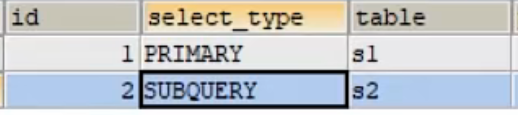 id select_type table
1 PRIMARY s1
2 SUBQUERY s2